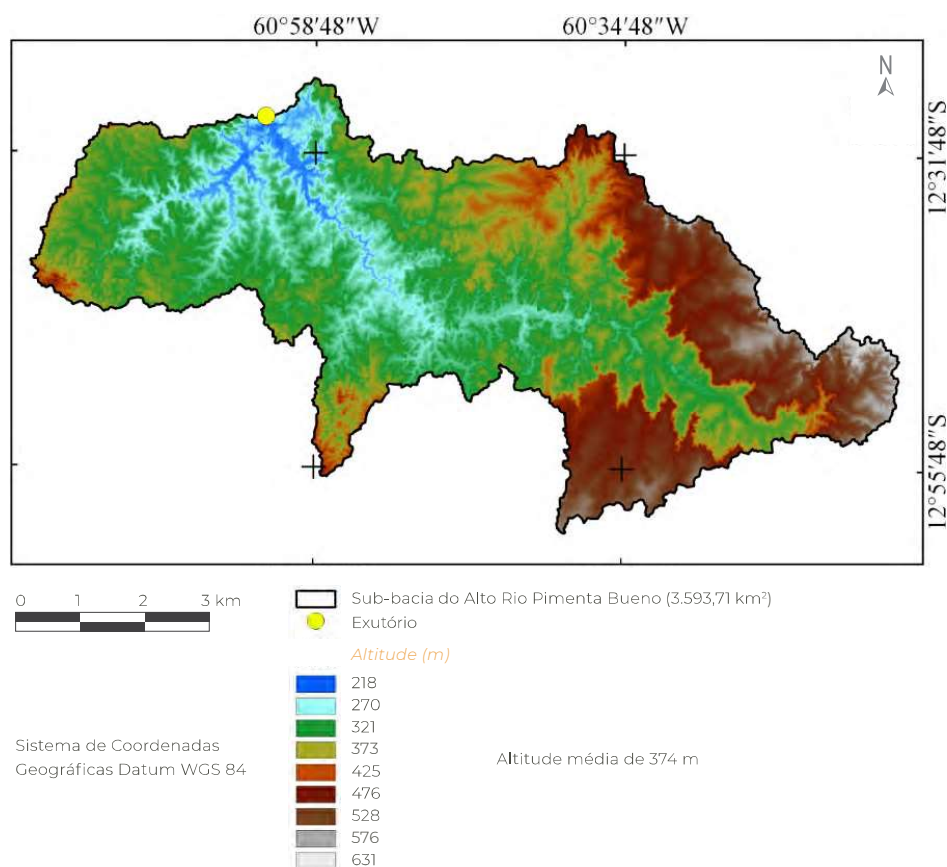 60°58'48"W 60°34'48"W
N
12°31'48"S
12°55'48"S
0 1 2 3 km
Sub-bacia do Alto Rio Pimenta Bueno (3.593,71 km²)
Exutório
Altitude (m)
218
270
321
373
425
476
528
576
631
Sistema de Coordenadas
Geográficas Datum WGS 84
Altitude média de 374 m